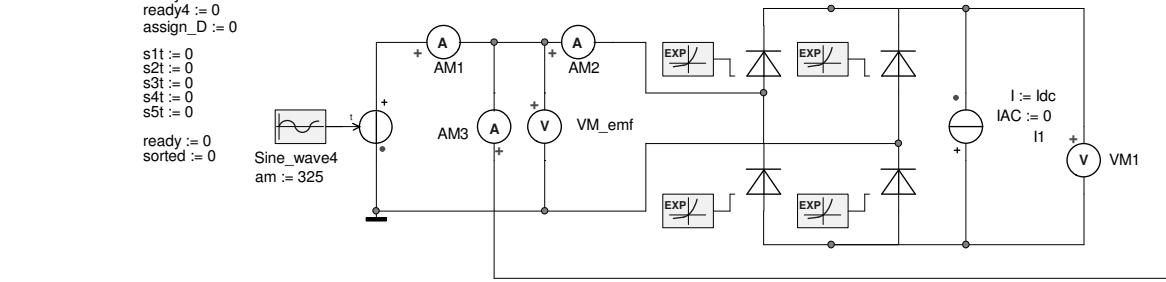 ready4 := 0
assign_D := 0
s1t := 0
s2t := 0
s3t := 0
s4t := 0
s5t := 0
ready := 0
sorted := 0
Sine_wave4
am := 325
t
+
A
+
AM1
A
+
AM2
AM3
A
+
+
V
VM_emf
EXP
EXP
EXP
EXP
I := Idc
IAC := 0
I1
+
+
V
VM1